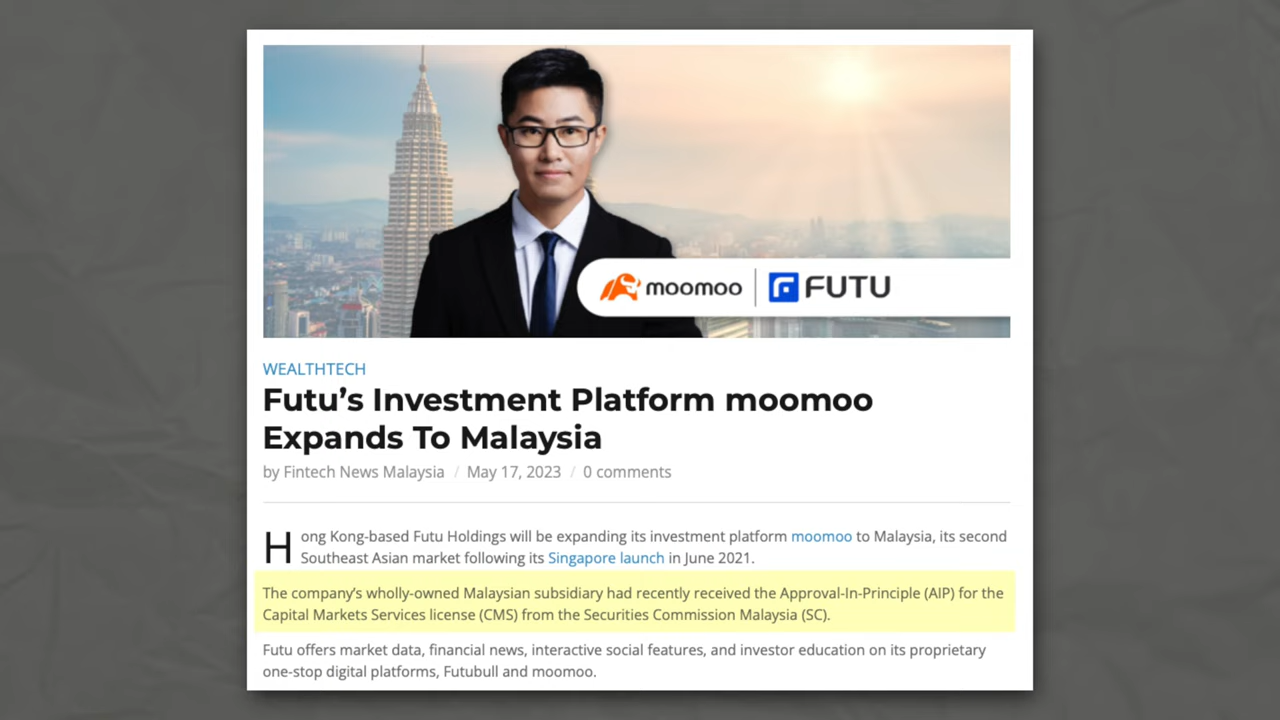 moomoo | FUTU
WEALTHTECH
Futu’s Investment Platform moomoo
Expands To Malaysia
by Fintech News Malaysia / May 17, 2023 / 0 comments
Hong Kong-based Futu Holdings will be expanding its investment platform moomoo to Malaysia, its second
Southeast Asian market following its Singapore launch in June 2021.
The company’s wholly-owned Malaysian subsidiary had recently received the Approval-In-Principle (AIP) for the
Capital Markets Services license (CMS) from the Securities Commission Malaysia (SC).
Futu offers market data, financial news, interactive social features, and investor education on its proprietary
one-stop digital platforms, Futubull and moomoo.